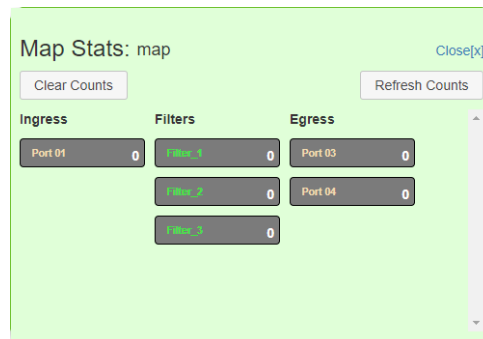 Map Stats: map
Close[x]
Clear Counts
Refresh Counts
Ingress Filters Egress
Port 01 0 Filter_1 0 Port 03 0
Filter_2 0 Port 04 0
Filter_3 0